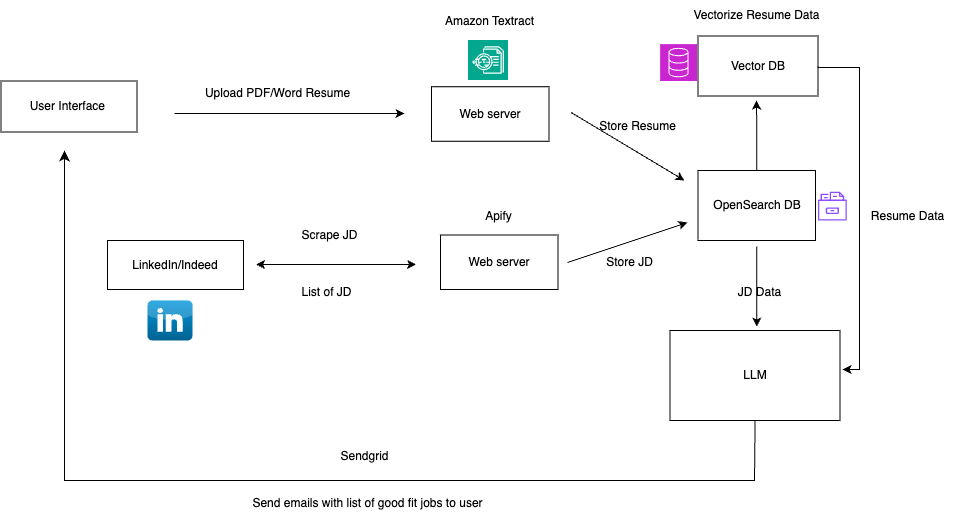 Amazon Textract
Vectorize Resume Data
Vector DB
User Interface
Upload PDF/Word Resume
Web server
Store Resume
OpenSearch DB
Resume Data
Apify
Scrape JD
LinkedIn/Indeed
Web server
Store JD
List of JD
JD Data
in
LLM
Sendgrid
Send emails with list of good fit jobs to user